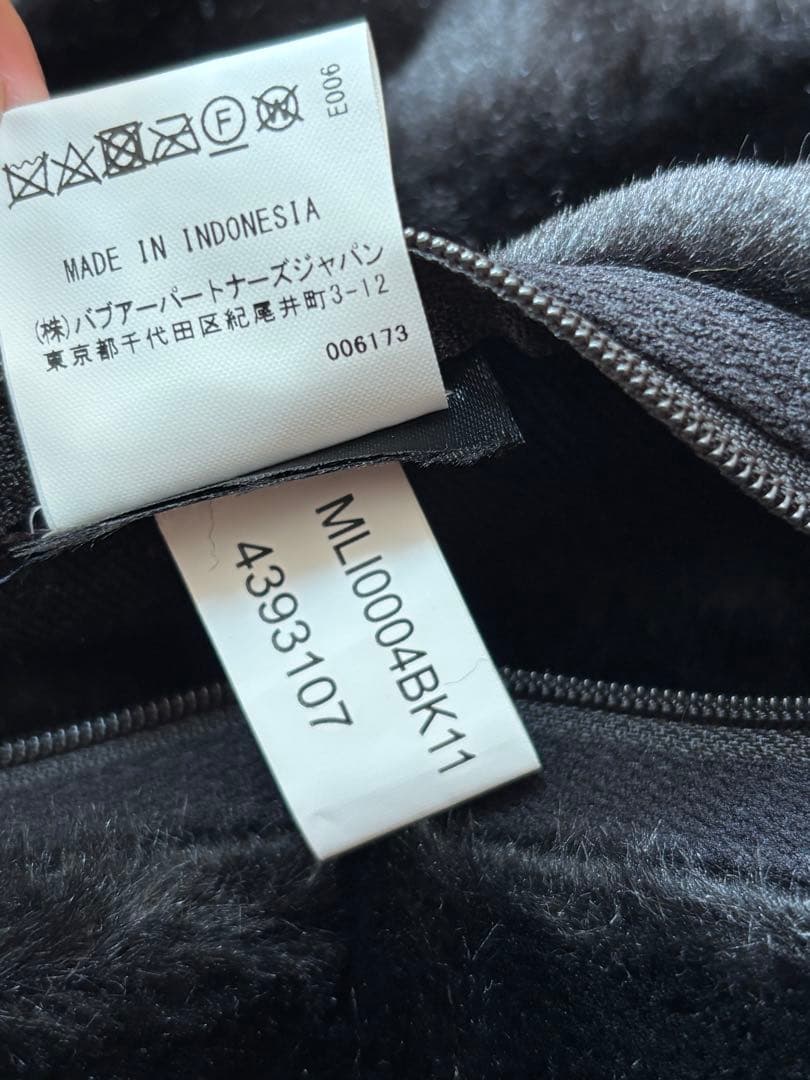 F W
E006
MADE IN INDONESIA
(株)バブアーパートナーズジャパン
東京都千代田区紀尾井町3-12
006173
MLI0004BK11
4393107